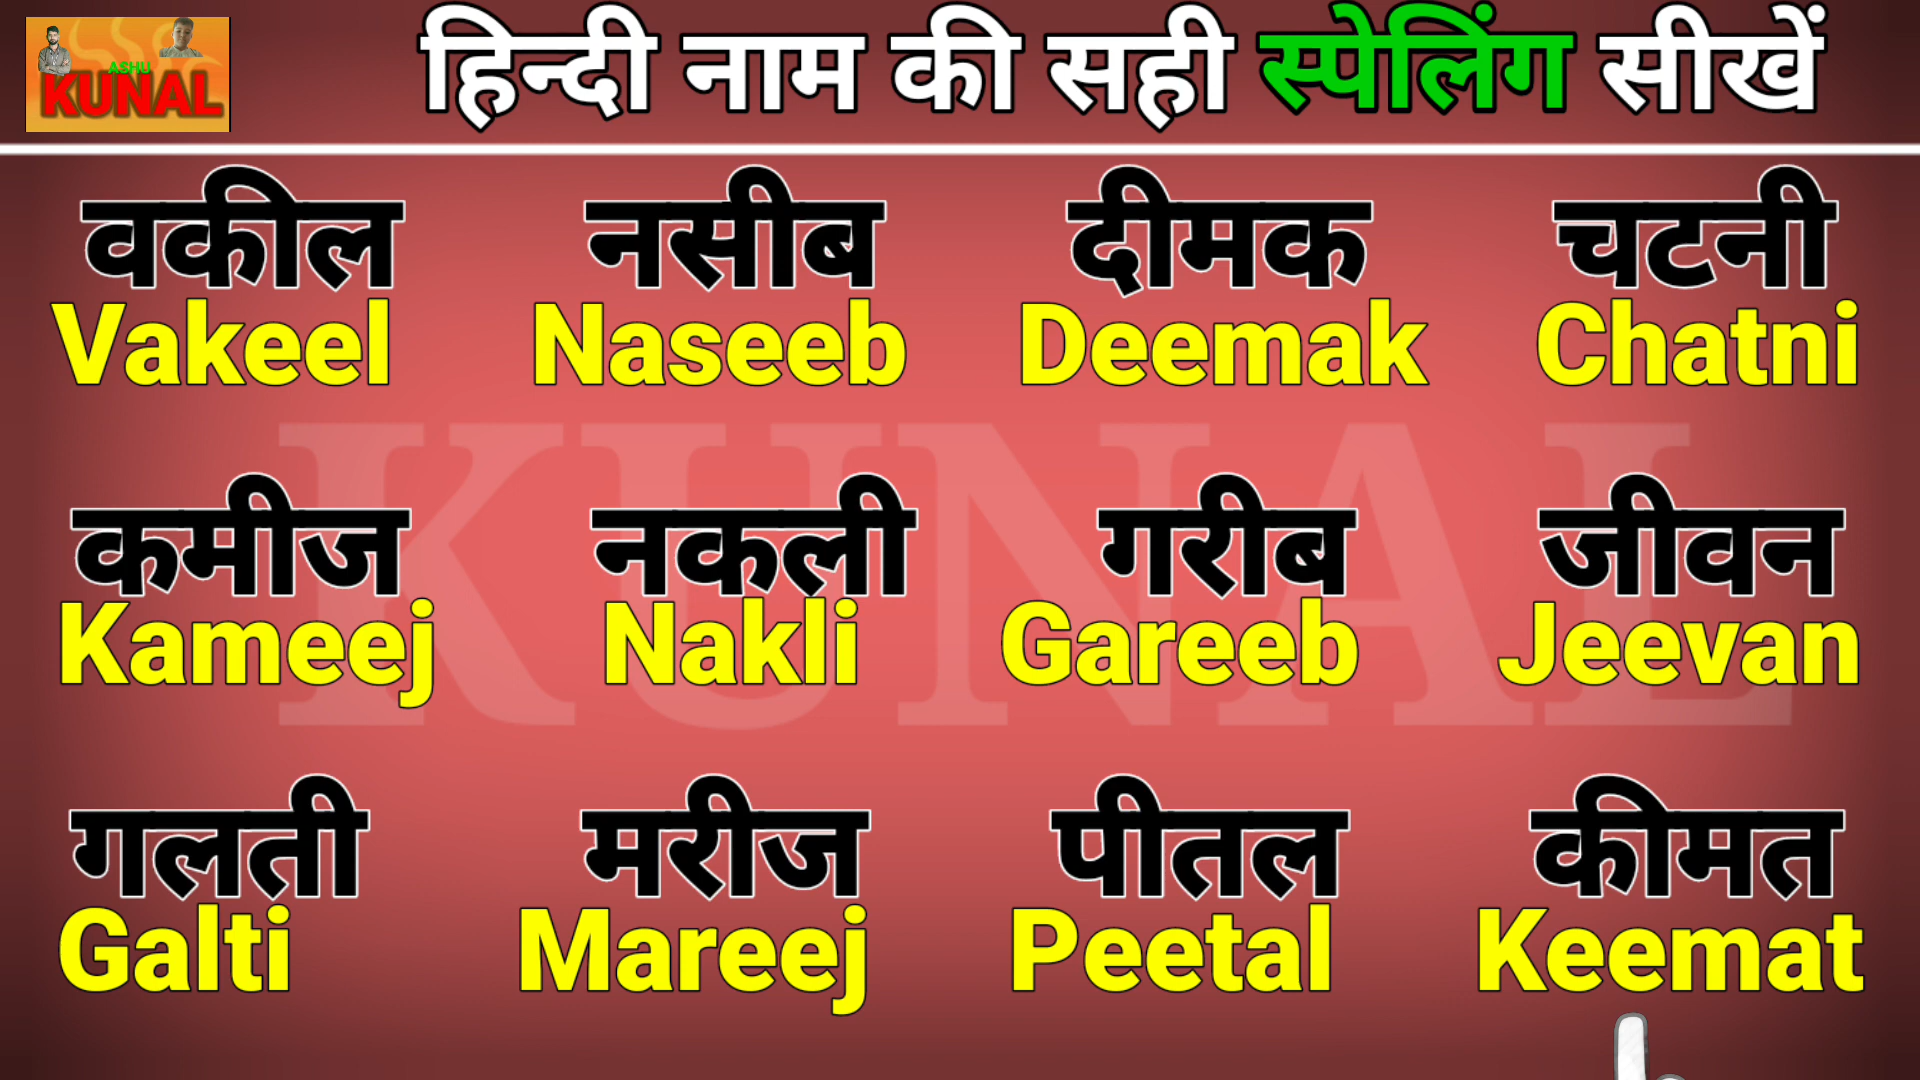 ASHU
KUNAL
हिन्दी नाम की सही स्पेलिंग सीखें
वकील नसीब दीमक चटनी
Vakeel Naseeb Deemak Chatni
KUNAL
कमीज नकली गरीब जीवन
Kameej Nakli Gareeb Jeevan
गलती मरीज पीतल कीमत
Galti Mareej Peetal Keemat